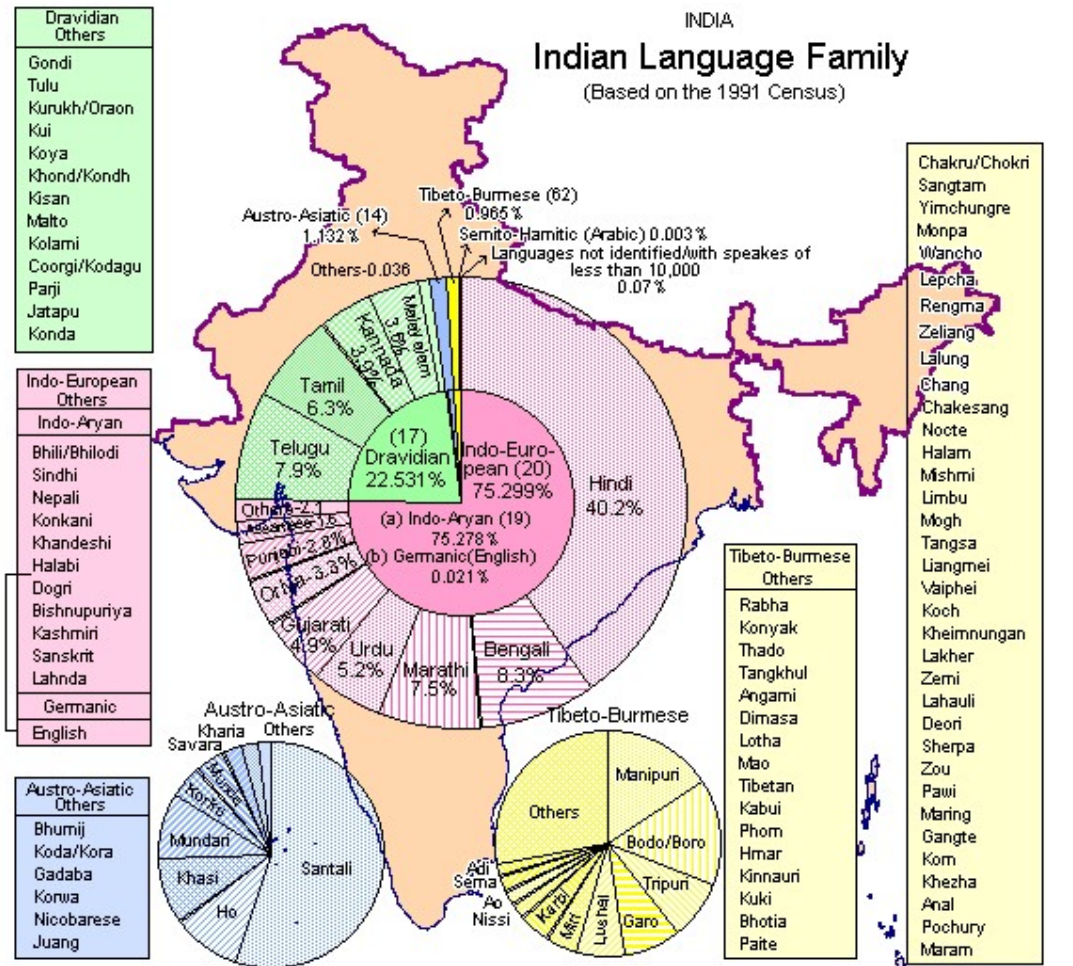 INDIA
Indian Language Family
(Based on the 1991 Census)
Dravidian
Others
Gondi
Tulu
Kurukh/Oraon
Kui
Koya
Khond/Kondh
Kisan
Malto
Kolami
Coorgi/Kodagu
Parji
Jatapu
Konda
Indo-European
Others
Indo-Aryan
Bhili/Bhilodi
Sindhi
Nepali
Konkani
Khandeshi
Halabi
Dogri
Bishnupuriya
Kashmiri
Sanskrit
Lahnda
Germanic
English
Austro-Asiatic
Others
Bhumij
Koda/Kora
Gadaba
Korwa
Nicobarese
Juang
Tibeto-Burmese (62)
0.965%
Austro-Asiatic (14)
1.132%
Semito-Hamitic (Arabic) 0.003%
Languages not identified/with speakes of
less than 10,000
0.07%
Others-0.036
Malayalam
3.6%
Kannada
3.9%
Tamil
6.3%
Telugu
7.9%
(17)
Dravidian
22.531%
Indo-Euro-
pean (20)
75.299%
(a) Indo-Aryan (19)
75.278%
(b) Germanic(English)
0.021%
Hindi
40.2%
Others-2.1
Assamese-1.6
Punjabi-2.8%
Oriya-3.3%
Gujarati
4.9%
Urdu
5.2%
Marathi
7.5%
Bengali
8.3%
Austro-Asiatic
Others
Kharia
Savara
Munda
Korku
Mundari
Khasi
Ho
Santali
Tibeto-Burmese
Manipuri
Bodo/Boro
Tripuri
Garo
Lushai
Miri
Karbi
Nissi
Ao
Sema
Adi
Others
Tibeto-Burmese
Others
Rabha
Konyak
Thado
Tangkhul
Angami
Dimasa
Lotha
Mao
Tibetan
Kabui
Phom
Hmar
Kinnauri
Kuki
Bhotia
Paite
Chakru/Chokri
Sangtam
Yimchungre
Monpa
Wancho
Lepcha
Rengma
Zeliang
Lalung
Chang
Chakesang
Nocte
Halam
Mishmi
Limbu
Mogh
Tangsa
Liangmei
Vaiphei
Koch
Kheimnungan
Lakher
Zemi
Lahauli
Deori
Sherpa
Zou
Pawi
Maring
Gangte
Kom
Khezha
Anal
Pochury
Maram